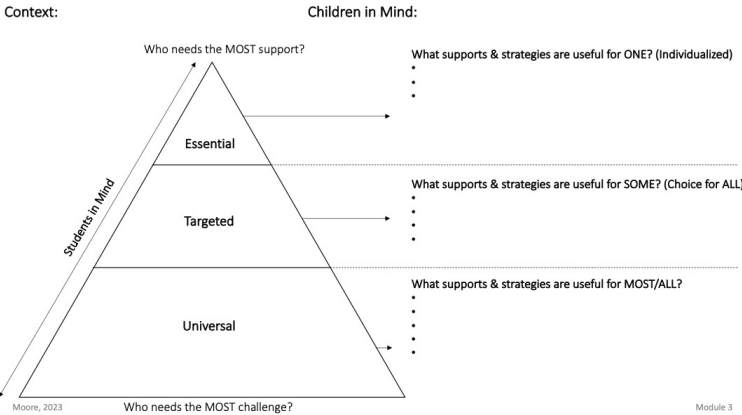 Context:
Children in Mind:
Who needs the MOST support?
What supports & strategies are useful for ONE? (Individualized)
•
•
•
Essential
Students in Mind
What supports & strategies are useful for SOME? (Choice for ALL)
•
•
•
•
Targeted
What supports & strategies are useful for MOST/ALL?
•
•
•
•
•
Universal
Who needs the MOST challenge?
Moore, 2023
Module 3